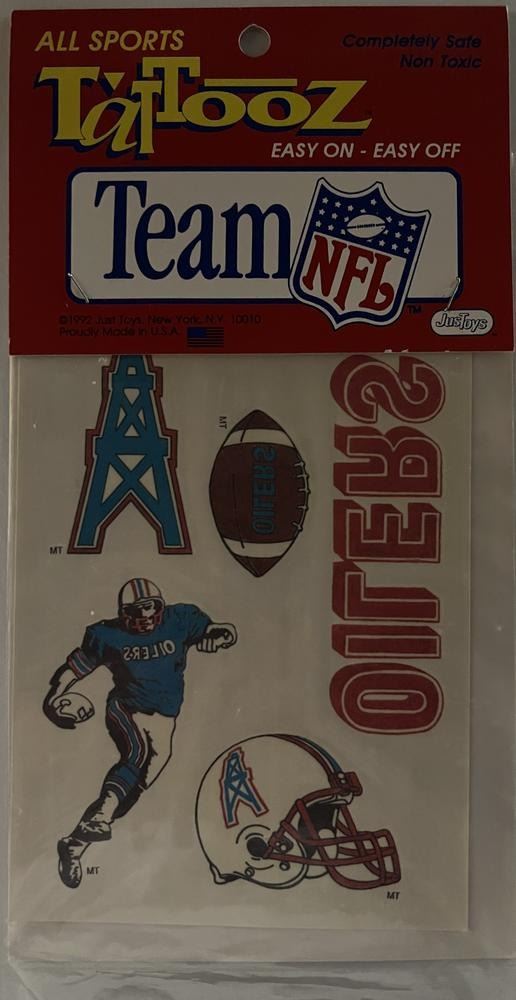 ALL SPORTS
Completely Safe
Non Toxic
TaTTooZ
EASY ON - EASY OFF
Team
NFL
TM
©1992 Just Toys, New York, N.Y. 10010
Proudly Made in U.S.A.
JusToys
MT
OILERS
OILERS
MT
OILERS
MT
MT